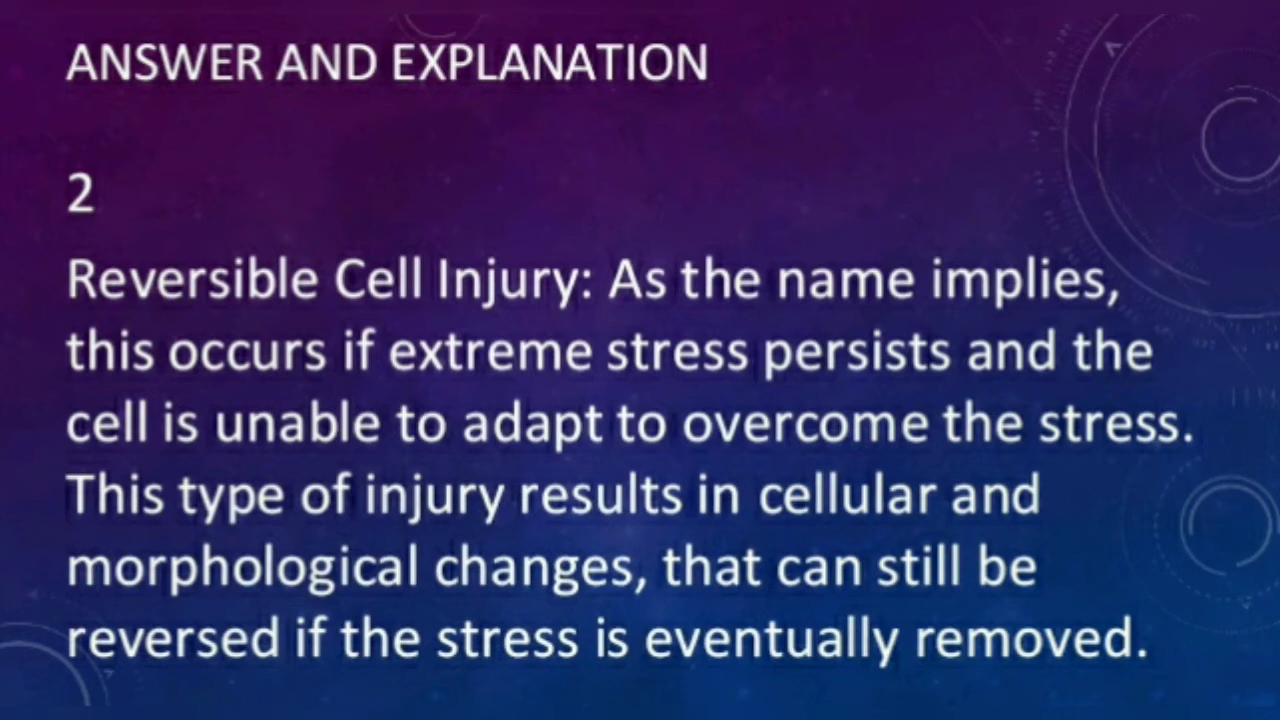 ANSWER AND EXPLANATION
2
Reversible Cell Injury: As the name implies,
this occurs if extreme stress persists and the
cell is unable to adapt to overcome the stress.
This type of injury results in cellular and
morphological changes, that can still be
reversed if the stress is eventually removed.